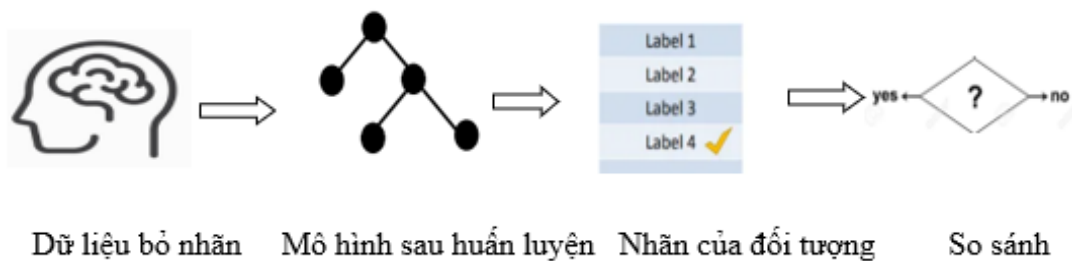 Label 1
Label 2
Label 3
Label 4
yes ? no
Dữ liệu bỏ nhãn Mô hình sau huấn luyện Nhãn của đối tượng So sánh